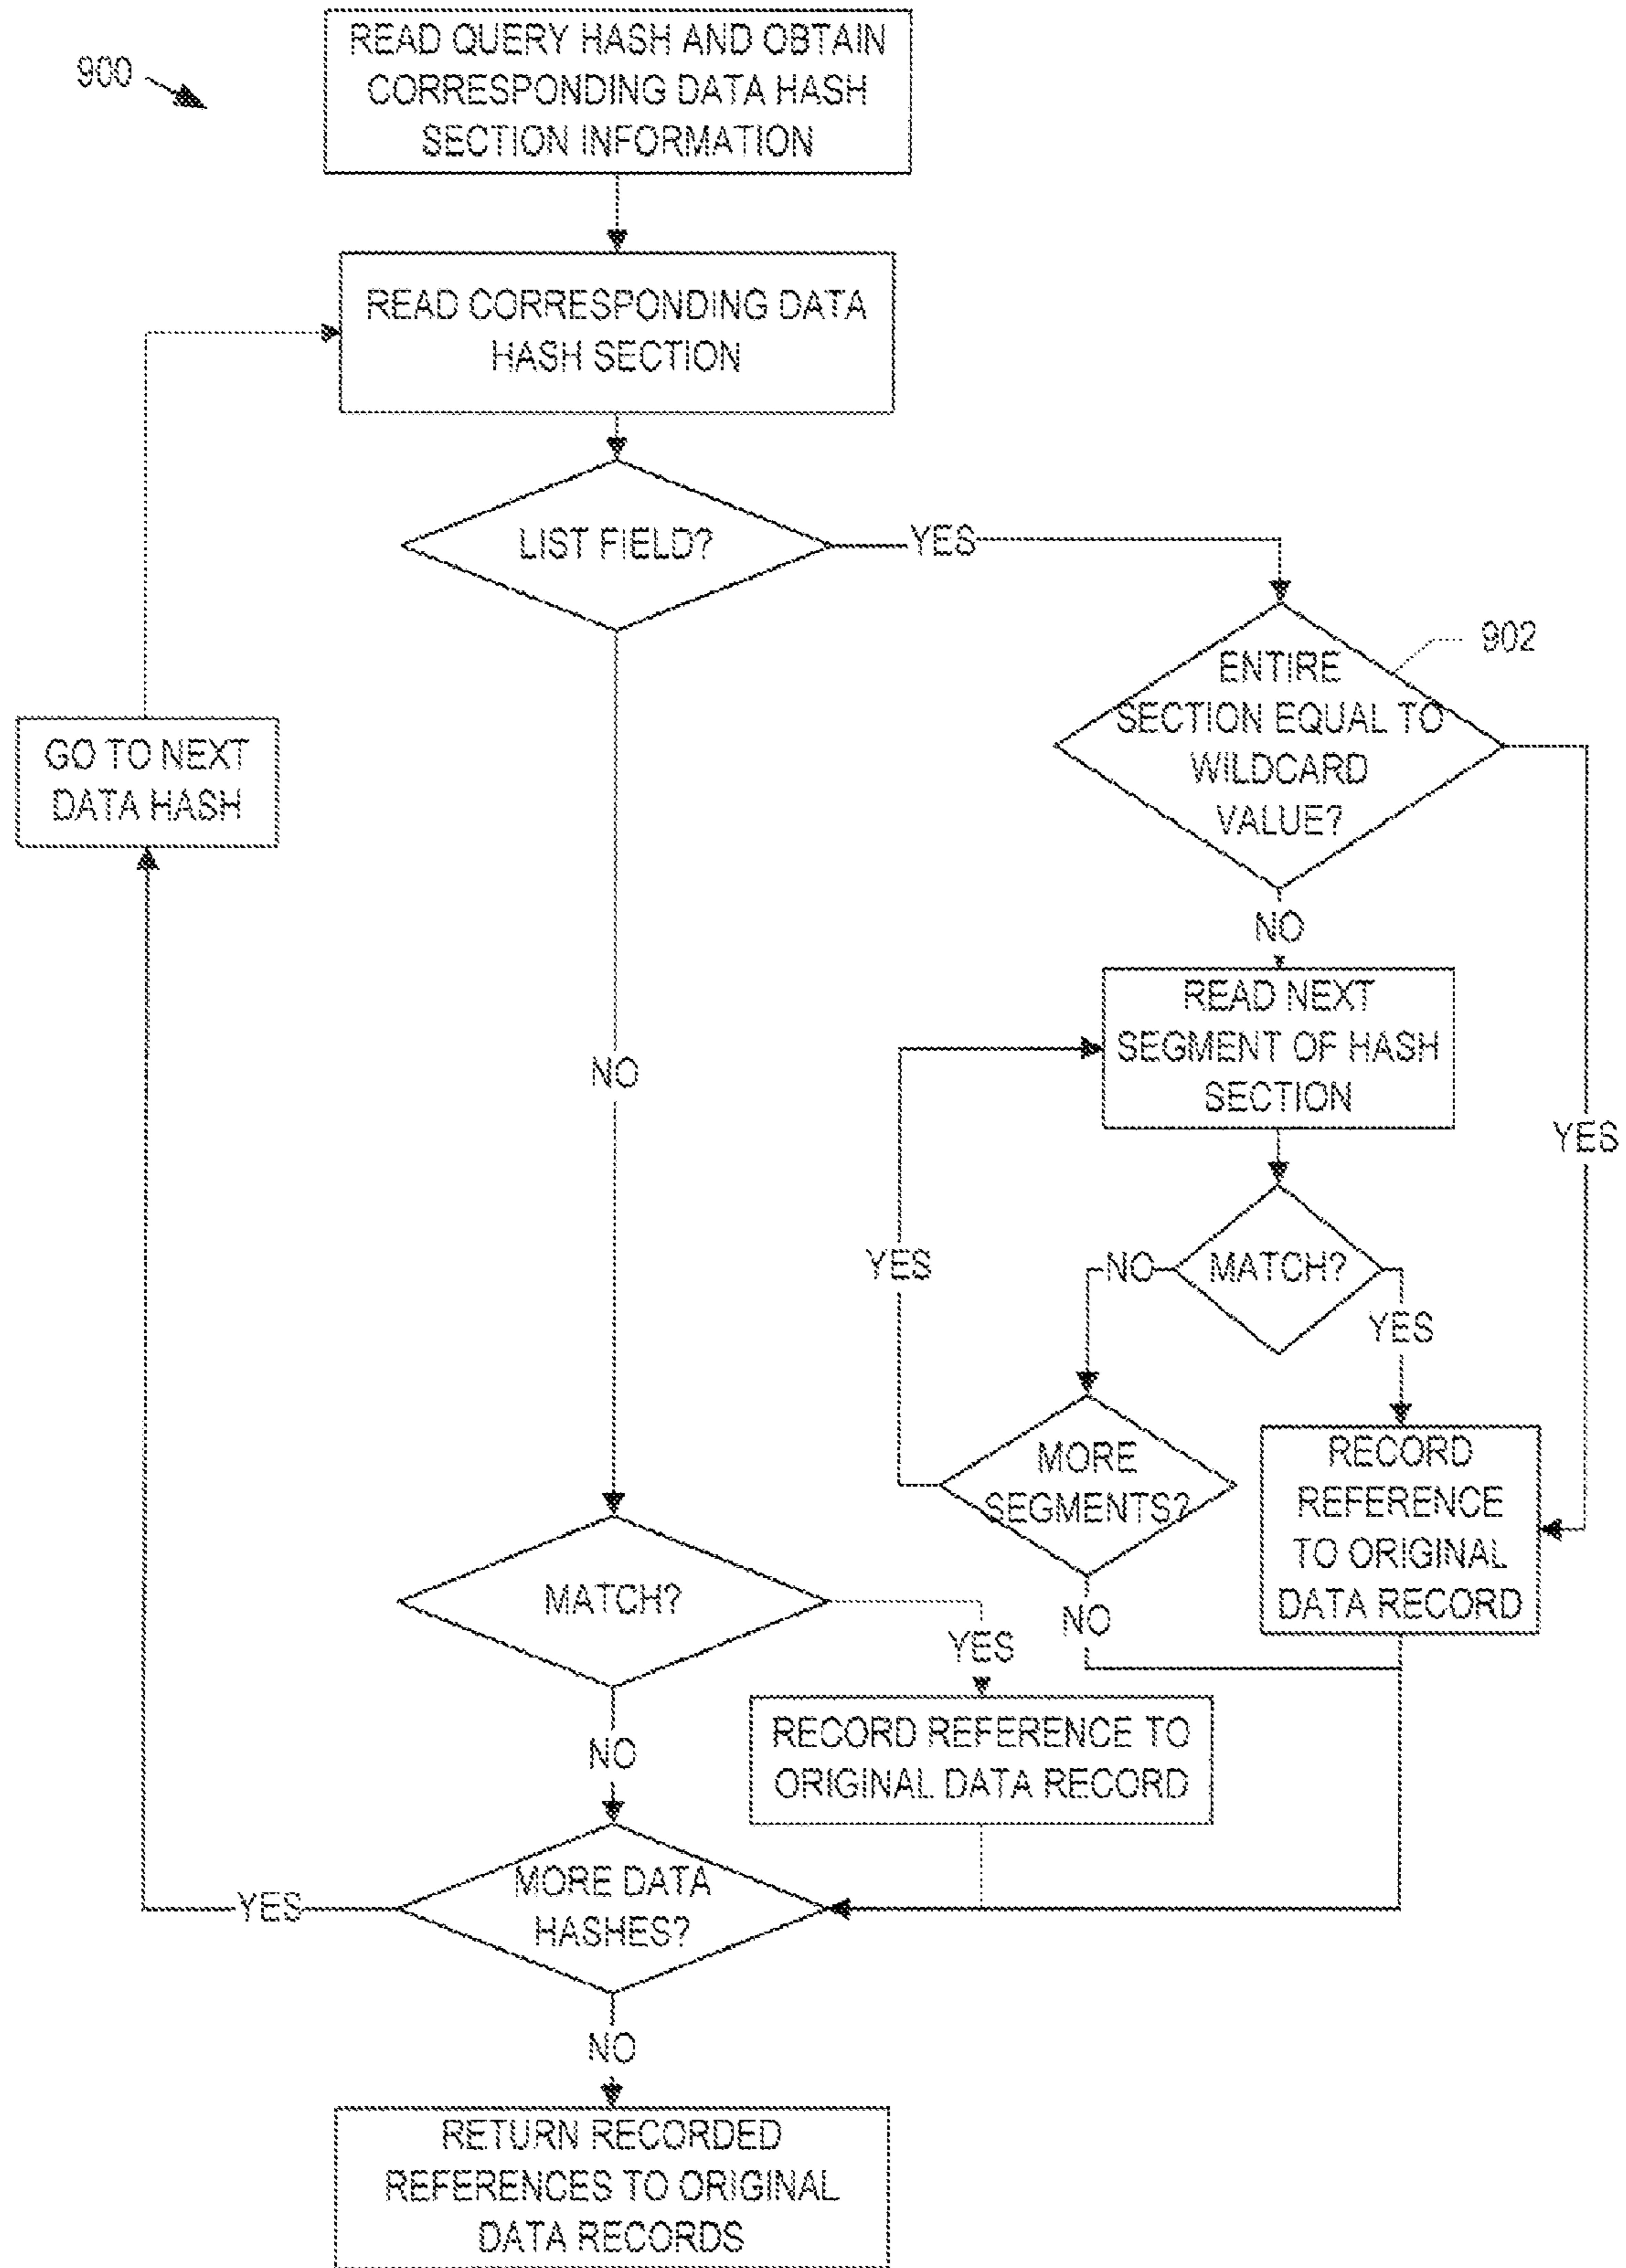 900
READ QUERY HASH AND OBTAIN
CORRESPONDING DATA HASH
SECTION INFORMATION
READ CORRESPONDING DATA
HASH SECTION
LIST FIELD?
YES
902
ENTIRE
SECTION EQUAL TO
WILDCARD
VALUE?
GO TO NEXT
DATA HASH
NO
READ NEXT
SEGMENT OF HASH
SECTION
NO
YES
YES
NO
MATCH?
YES
MORE
SEGMENTS?
RECORD
REFERENCE
TO ORIGINAL
DATA RECORD
NO
MATCH?
YES
RECORD REFERENCE TO
ORIGINAL DATA RECORD
NO
YES
MORE DATA
HASHES?
NO
RETURN RECORDED
REFERENCES TO ORIGINAL
DATA RECORDS